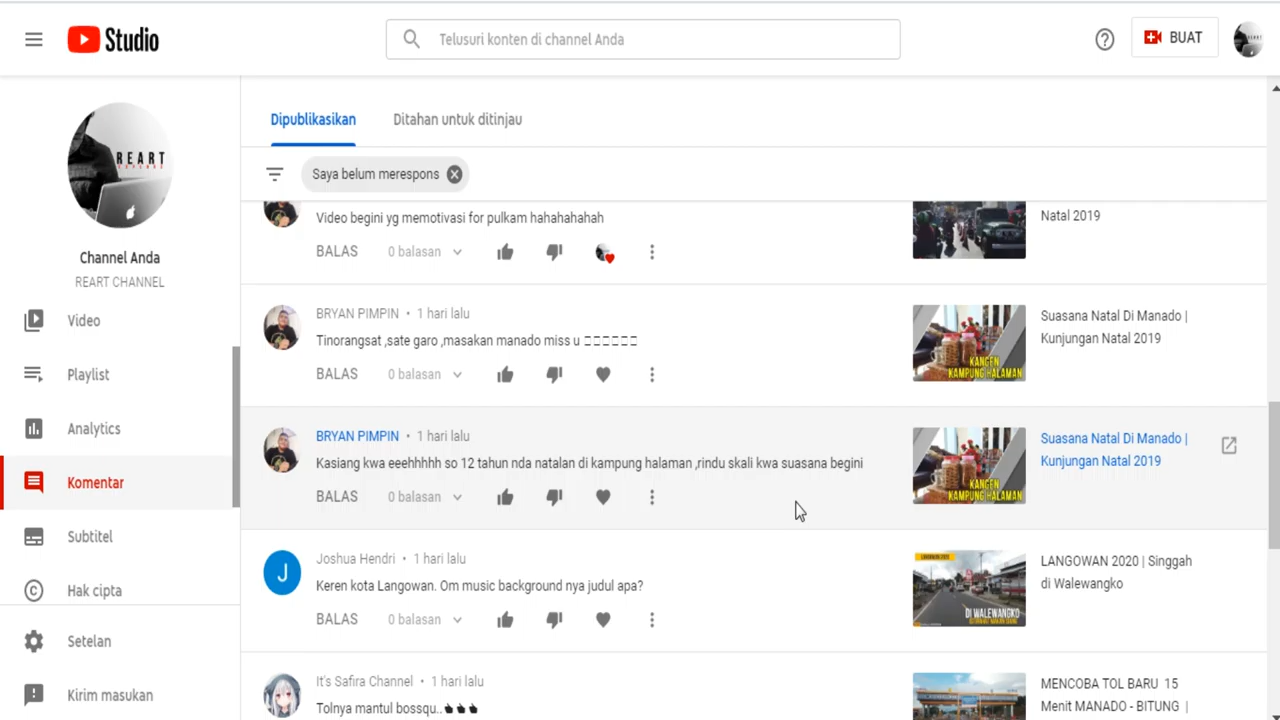 Studio
Telusuri konten di channel Anda
BUAT
REART
Channel Anda
REART CHANNEL
Video
Playlist
Analytics
Komentar
Subtitel
Hak cipta
Setelan
Kirim masukan
Dipublikasikan
Ditahan untuk ditinjau
Saya belum merespons
Video begini yg memotivasi for pulkam hahahahahah
BALAS 0 balasan
Natal 2019
BRYAN PIMPIN • 1 hari lalu
Tinorangsat ,sate garo ,masakan manado miss u
BALAS 0 balasan
KANGEN
KAMPUNG HALAMAN
Suasana Natal Di Manado |
Kunjungan Natal 2019
BRYAN PIMPIN • 1 hari lalu
Kasiang kwa eeehhhhh so 12 tahun nda natalan di kampung halaman ,rindu skali kwa suasana begini
BALAS 0 balasan
KANGEN
KAMPUNG HALAMAN
Suasana Natal Di Manado |
Kunjungan Natal 2019
J
Joshua Hendri • 1 hari lalu
Keren kota Langowan. Om music background nya judul apa?
BALAS 0 balasan
DI WALEWANGKO
LANGOWAN 2020 | Singgah
di Walewangko
It's Safira Channel • 1 hari lalu
Tolnya mantul bossqu..
MENCOBA TOL BARU 15
Menit MANADO - BITUNG |